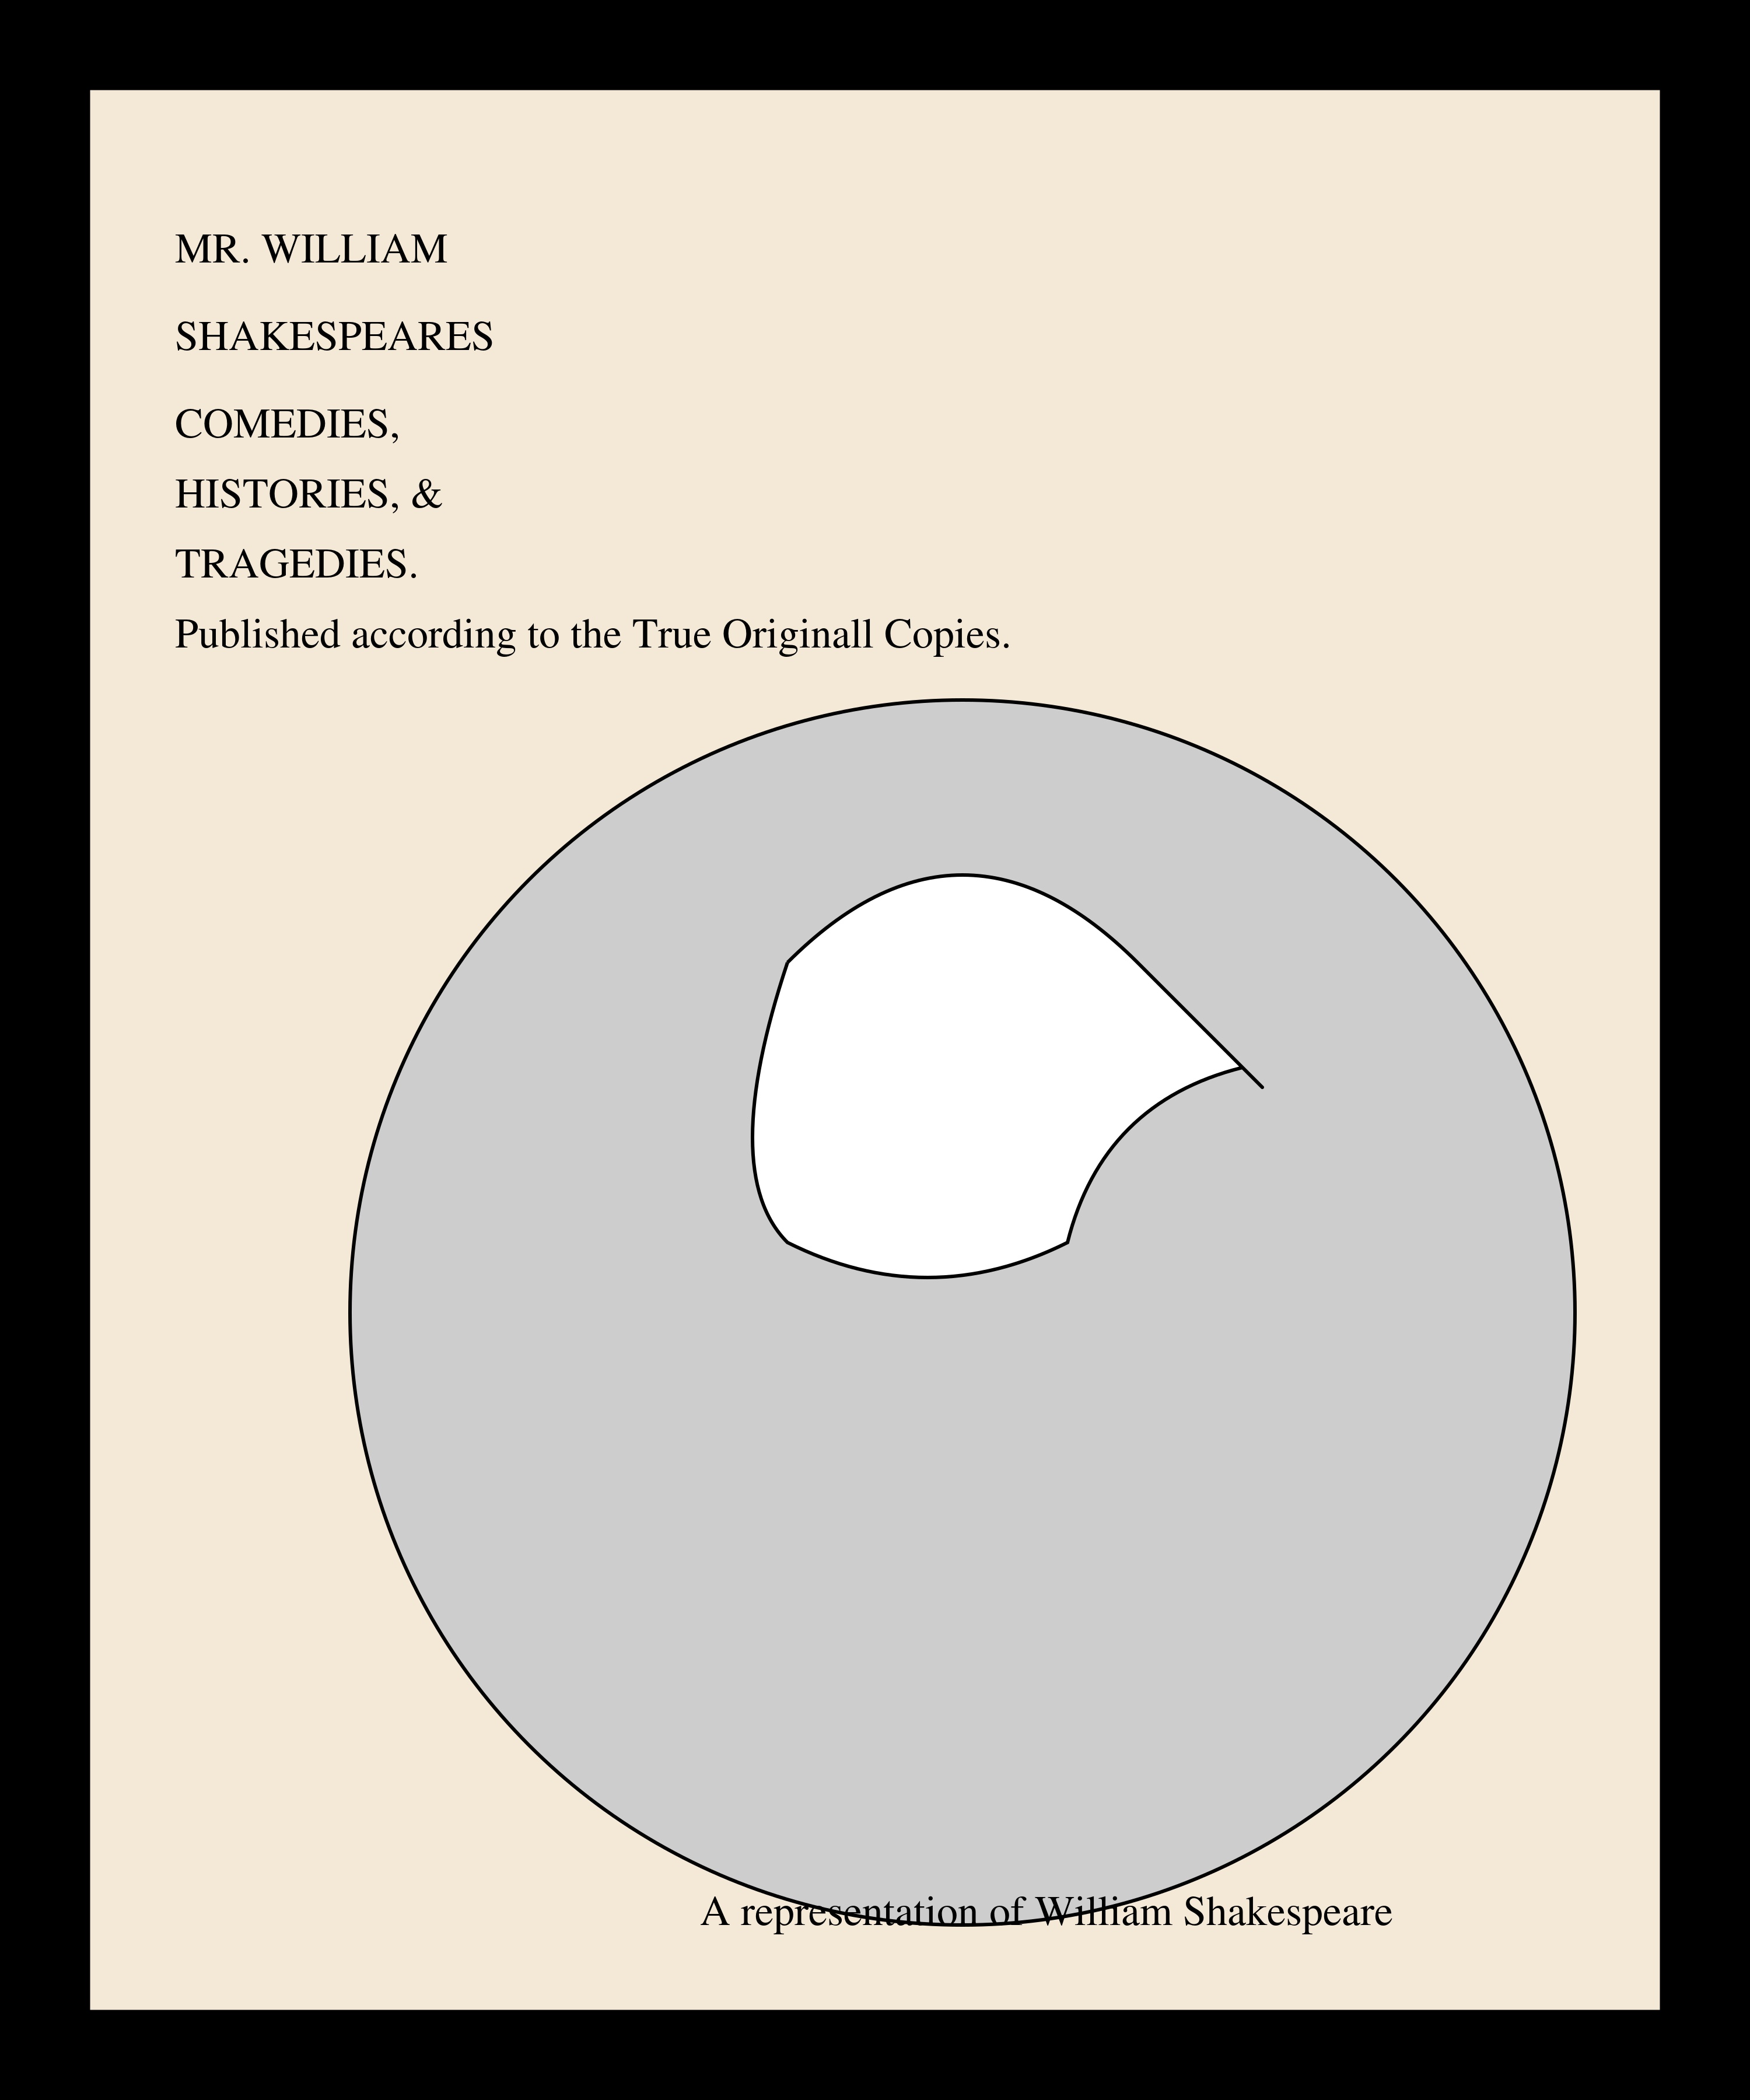 MR. WILLIAM
SHAKESPEARES
COMEDIES,
HISTORIES, &
TRAGEDIES.
Published according to the True Originall Copies.
A representation of William Shakespeare